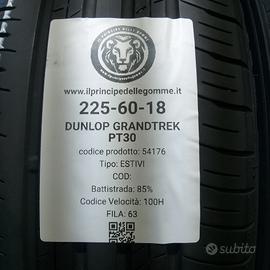 IL PRINCIPE DELLE GOMME
www.ilprincipedellegomme.it
225-60-18
DUNLOP GRANDTREK
PT30
codice prodotto: 54176
Tipo: ESTIVI
COD:
Battistrada: 85%
Codice Velocità: 100H
FILA: 63
subito